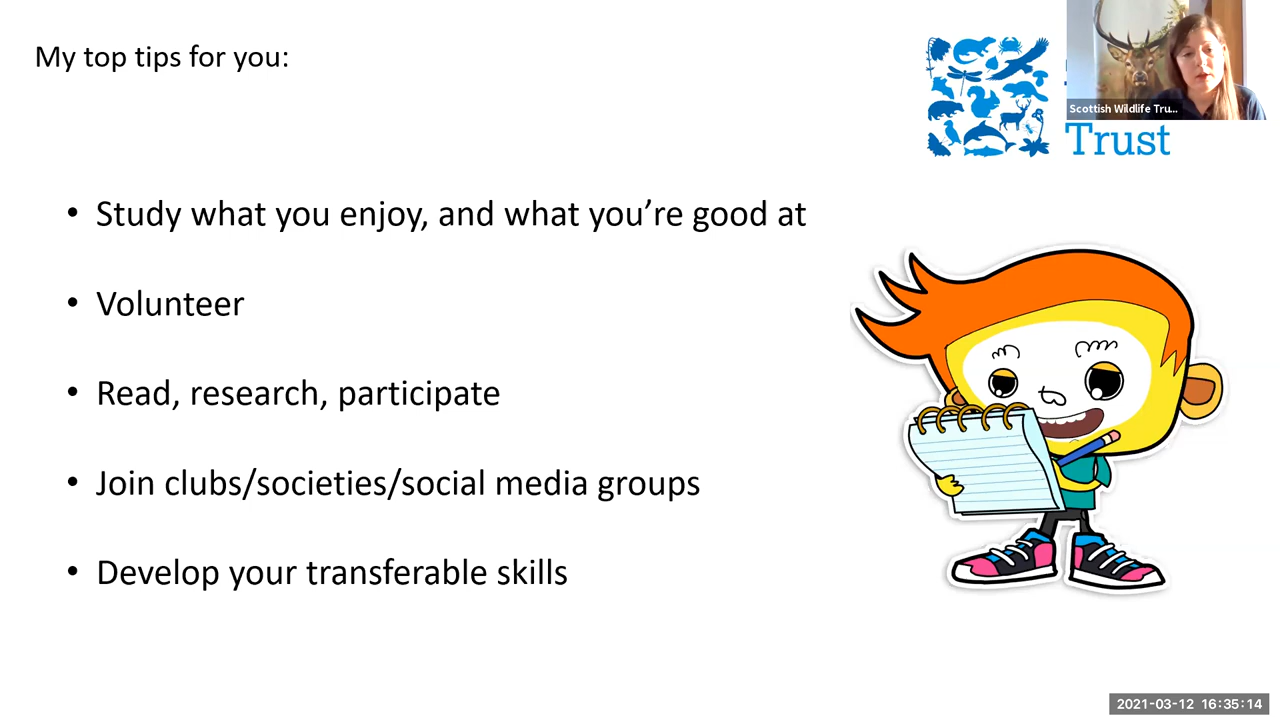 My top tips for you:
Scottish Wildlife Tru...
Trust
• Study what you enjoy, and what you’re good at
• Volunteer
• Read, research, participate
• Join clubs/societies/social media groups
• Develop your transferable skills
2021-03-12 16:35:14